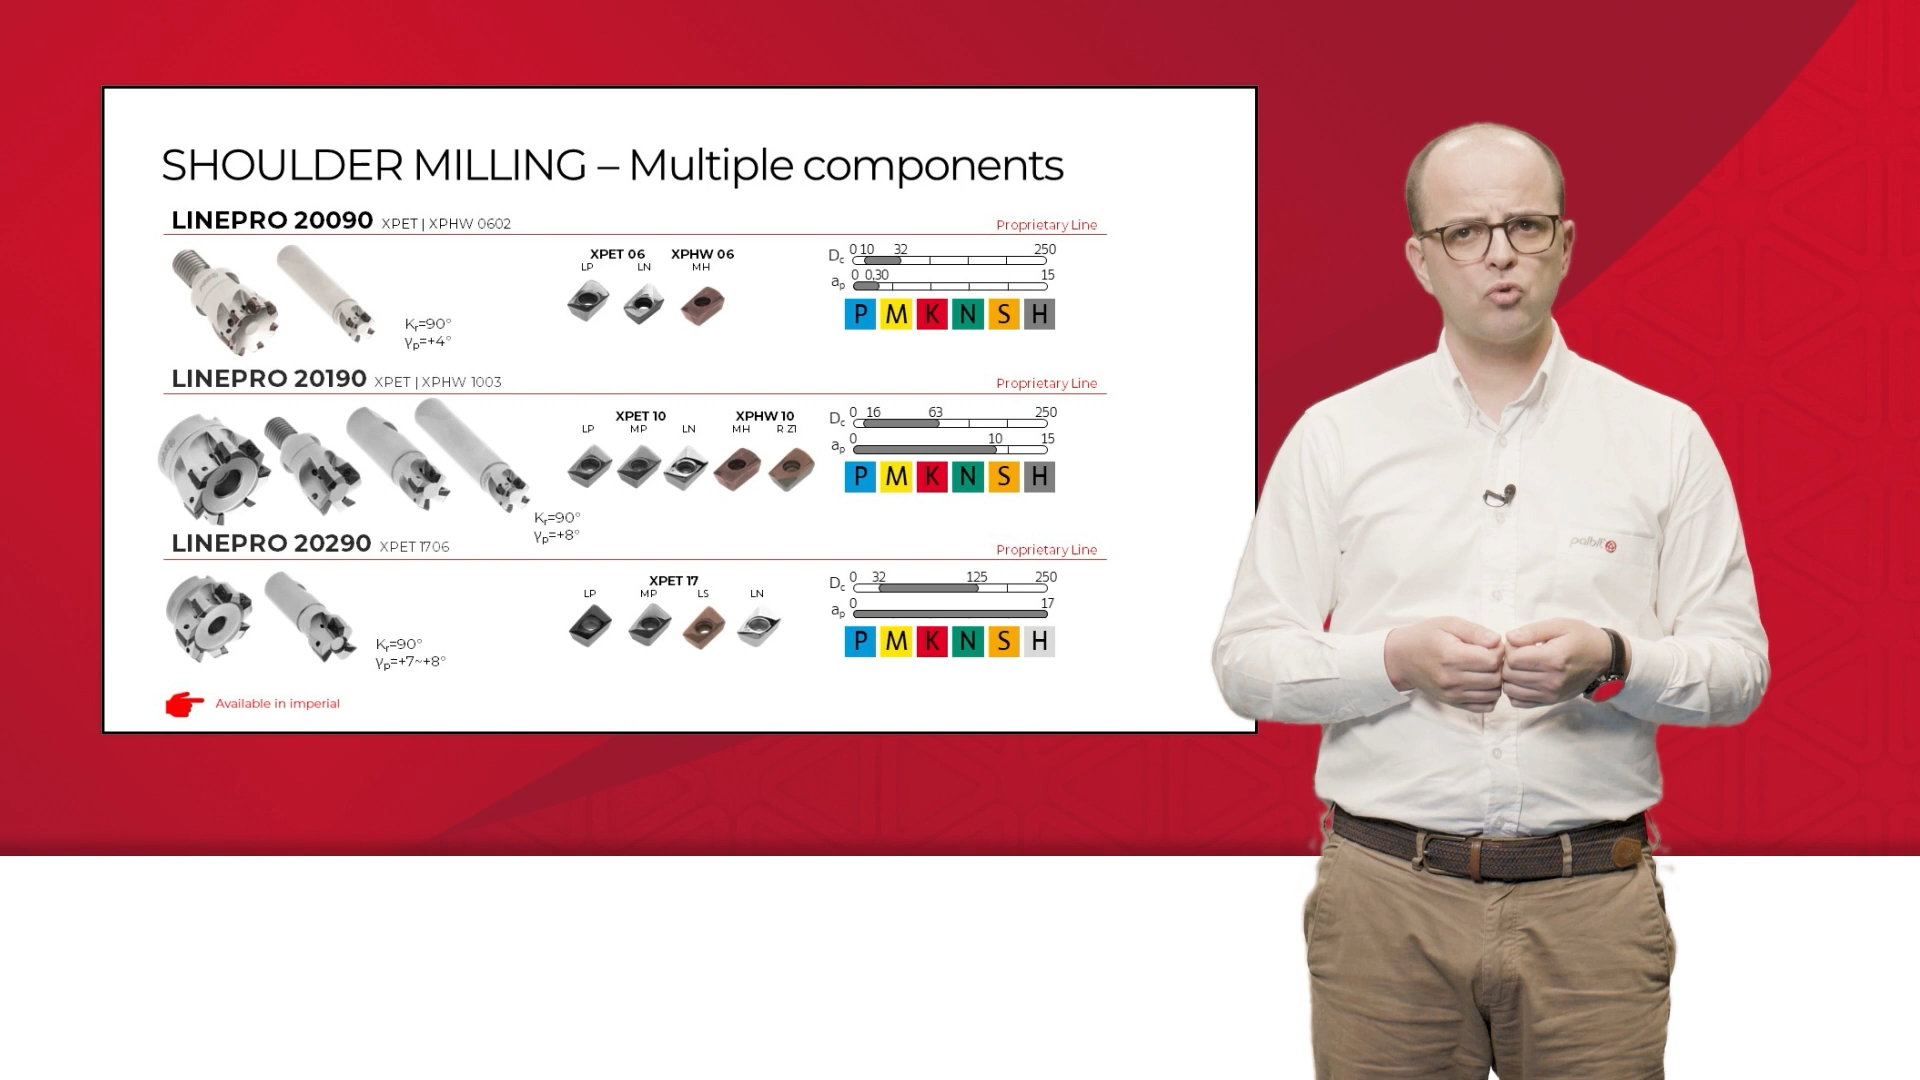 SHOULDER MILLING – Multiple components
LINEPRO 20090 XPET | XPHW 0602
Proprietary Line
XPET 06 XPHW 06
LP LN MH
Kr=90°
γp=+4°
Dc 0 10 32 250
ap 0 0,30 15
P M K N S H
LINEPRO 20190 XPET | XPHW 1003
Proprietary Line
XPET 10 XPHW 10
LP MP LN MH R Z1
Kr=90°
γp=+8°
Dc 0 16 63 250
ap 0 10 15
P M K N S H
LINEPRO 20290 XPET 1706
Proprietary Line
XPET 17
LP MP LS LN
Kr=90°
γp=+7~+8°
Dc 0 32 125 250
ap 0 17
P M K N S H
Available in imperial
palbit